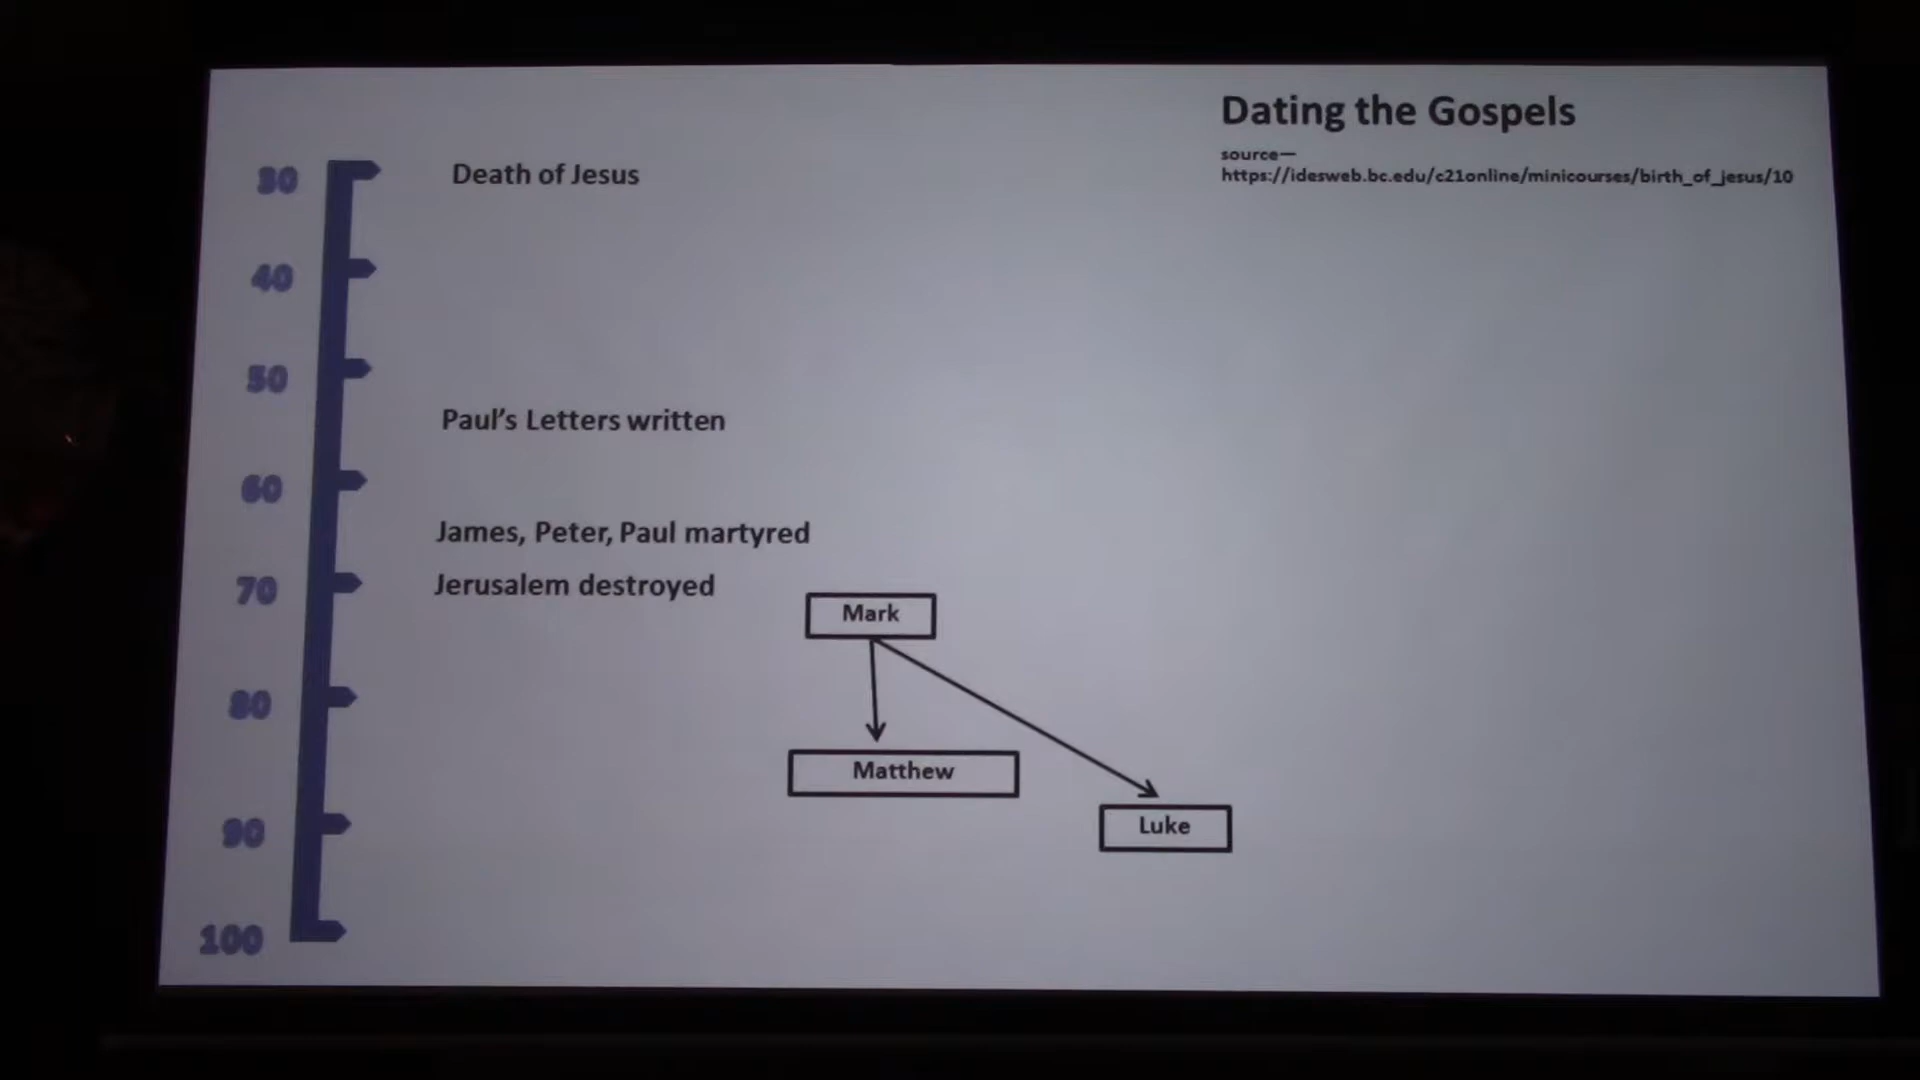 Dating the Gospels
source—
https://idesweb.bc.edu/c21online/minicourses/birth_of_jesus/10
30 Death of Jesus
40
50
Paul's Letters written
60
James, Peter, Paul martyred
70 Jerusalem destroyed
Mark
80
Matthew
Luke
90
100